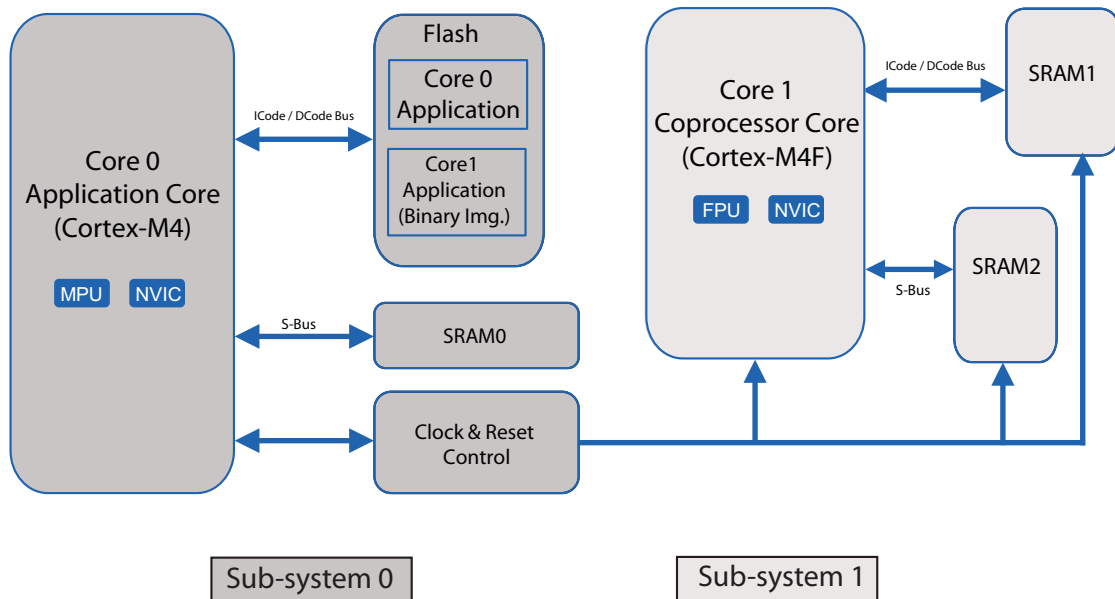 Core 0
Application Core
(Cortex-M4)
MPU
NVIC
ICode / DCode Bus
Flash
Core 0
Application
Core1
Application
(Binary Img.)
S-Bus
SRAM0
Clock & Reset
Control
Core 1
Coprocessor Core
(Cortex-M4F)
FPU
NVIC
ICode / DCode Bus
SRAM1
S-Bus
SRAM2
Sub-system 0
Sub-system 1